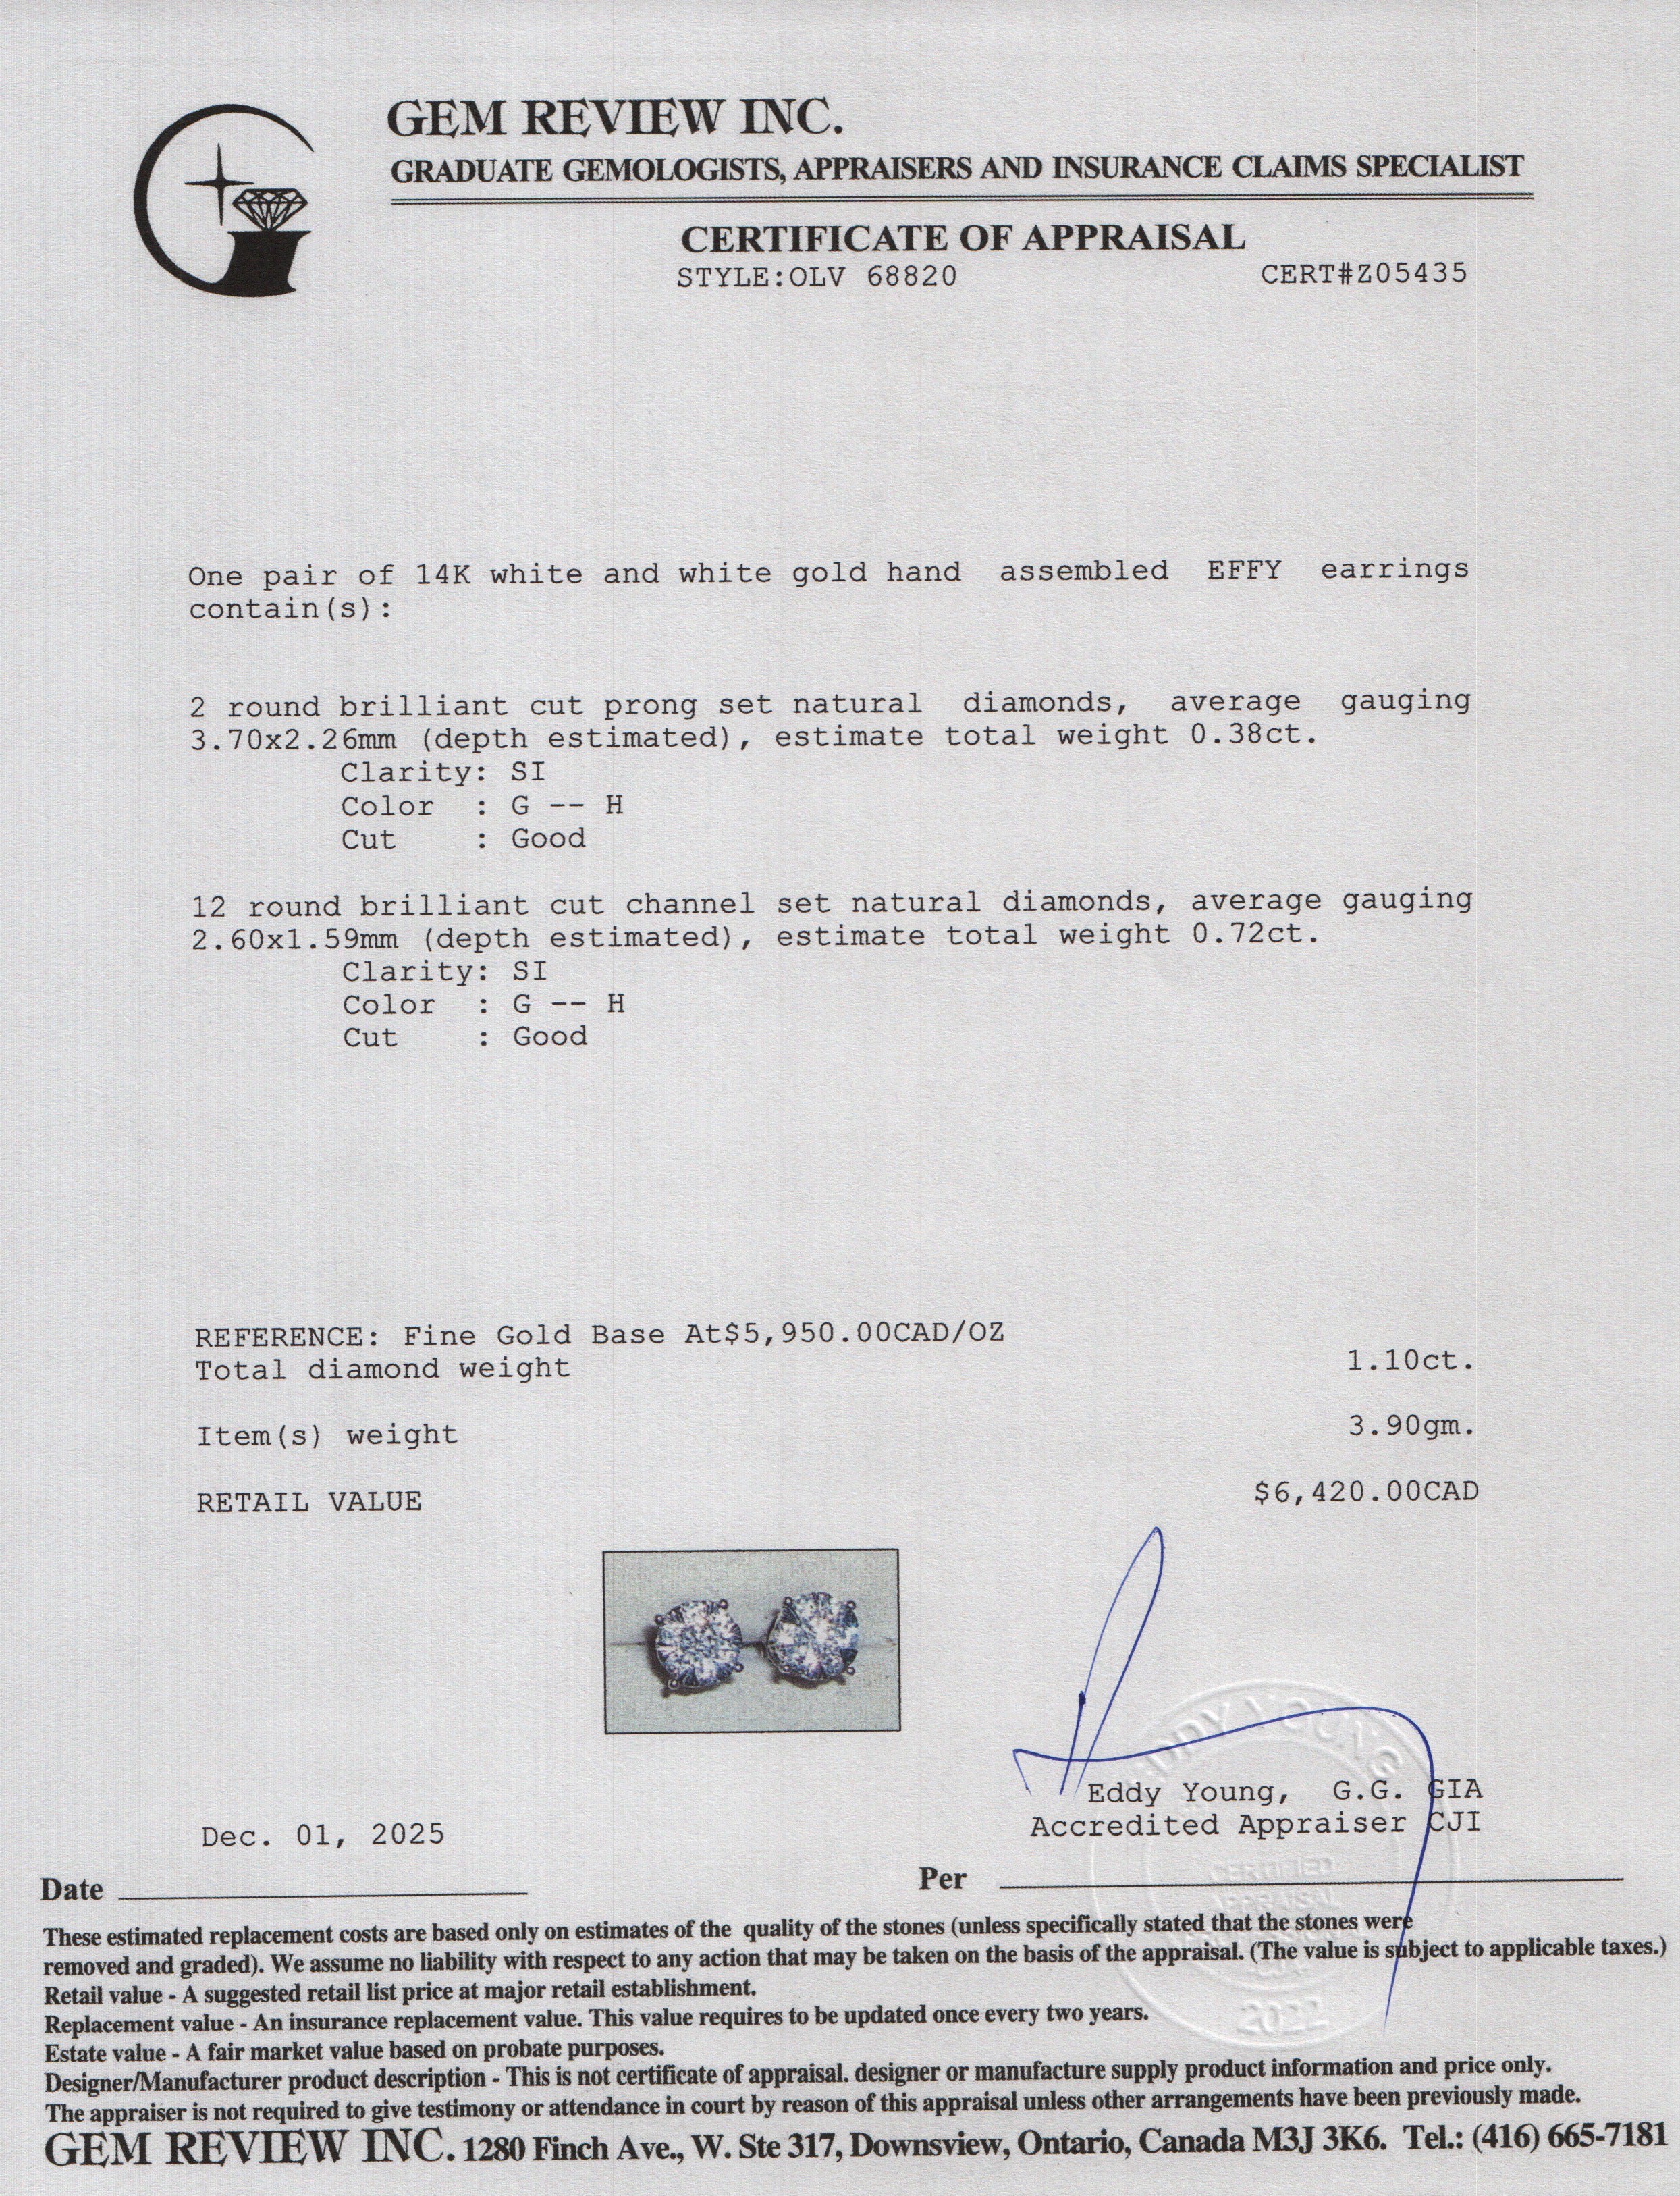 GEM REVIEW INC.
GRADUATE GEMOLOGISTS, APPRAISERS AND INSURANCE CLAIMS SPECIALIST
CERTIFICATE OF APPRAISAL
STYLE:OLV 68820 CERT#Z05435
One pair of 14K white and white gold hand assembled EFFY earrings
contain(s):
2 round brilliant cut prong set natural diamonds, average gauging
3.70x2.26mm (depth estimated), estimate total weight 0.38ct.
Clarity: SI
Color : G -- H
Cut : Good
12 round brilliant cut channel set natural diamonds, average gauging
2.60x1.59mm (depth estimated), estimate total weight 0.72ct.
Clarity: SI
Color : G -- H
Cut : Good
REFERENCE: Fine Gold Base At$5,950.00CAD/OZ
Total diamond weight 1.10ct.
Item(s) weight 3.90gm.
RETAIL VALUE $6,420.00CAD
EDDY YOUNG
Eddy Young, G.G. GIA
Accredited Appraiser CJI
CERTIFIED
APPRAISAL
2022
Dec. 01, 2025
Date
Per
These estimated replacement costs are based only on estimates of the quality of the stones (unless specifically stated that the stones were
removed and graded). We assume no liability with respect to any action that may be taken on the basis of the appraisal. (The value is subject to applicable taxes.)
Retail value - A suggested retail list price at major retail establishment.
Replacement value - An insurance replacement value. This value requires to be updated once every two years.
Estate value - A fair market value based on probate purposes.
Designer/Manufacturer product description - This is not certificate of appraisal. designer or manufacture supply product information and price only.
The appraiser is not required to give testimony or attendance in court by reason of this appraisal unless other arrangements have been previously made.
GEM REVIEW INC. 1280 Finch Ave., W. Ste 317, Downsview, Ontario, Canada M3J 3K6. Tel.: (416) 665-7181